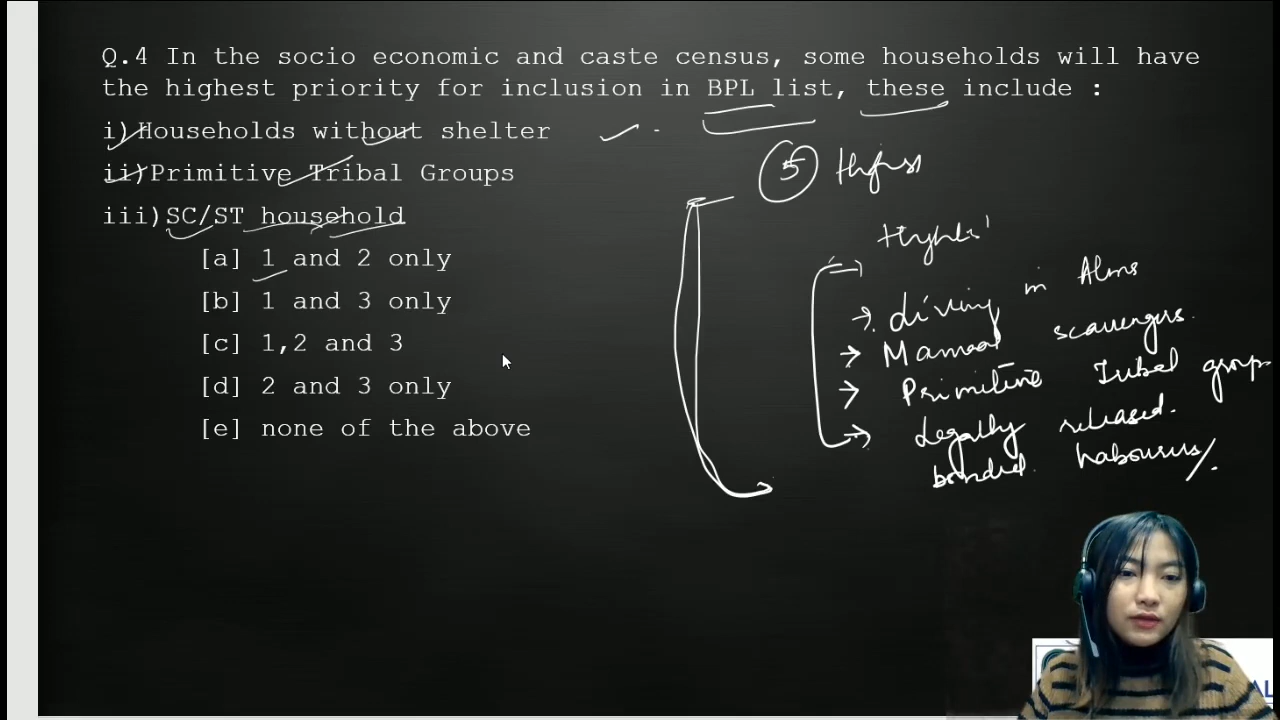 Q.4 In the socio economic and caste census, some households will have
the highest priority for inclusion in BPL list, these include :
i)Households without shelter
ii)Primitive Tribal Groups
iii)SC/ST household
[a] 1 and 2 only
[b] 1 and 3 only
[c] 1,2 and 3
[d] 2 and 3 only
[e] none of the above
5
→ living in Alms
→ Manual scavengers.
→ Primitive Tribal group
→ Legally released.
bonded labourers
AL